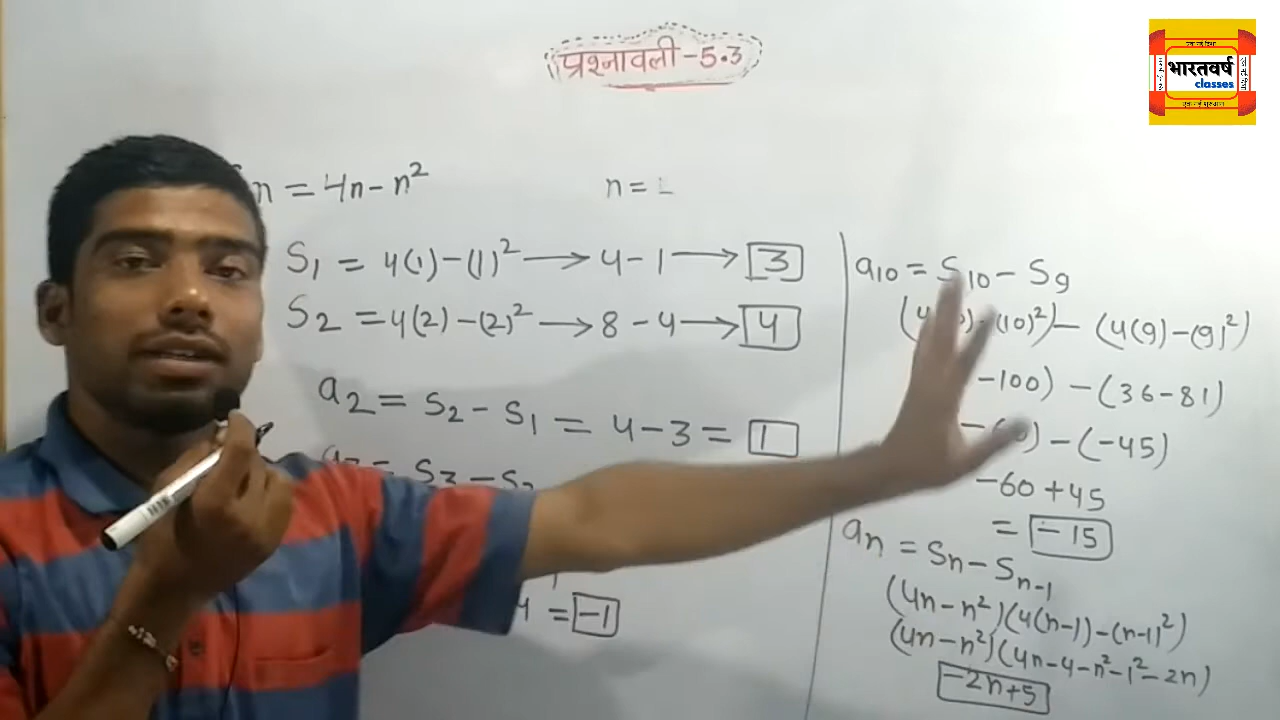 प्रश्नावली-5.3
भारतवर्ष
classes
n = 4n - n²
n =
S₁ = 4(1) - (1)² → 4 - 1 → 3
S₂ = 4(2) - (2)² → 8 - 4 → 4
a₂ = S₂ - S₁ = 4 - 3 = 1
= S₃ - S₂
4 = -1
a₁₀ = S₁₀ - S₉
(10)²) - (4(9) - (9)²)
-100) - (36 - 81)
- (-45)
-60 + 45
= -15
aₙ = Sₙ - Sₙ₋₁
(4n - n²)(4(n-1) - (n-1)²)
(4n - n²)(4n - 4 - n² - 1² - 2n)
-2n+5